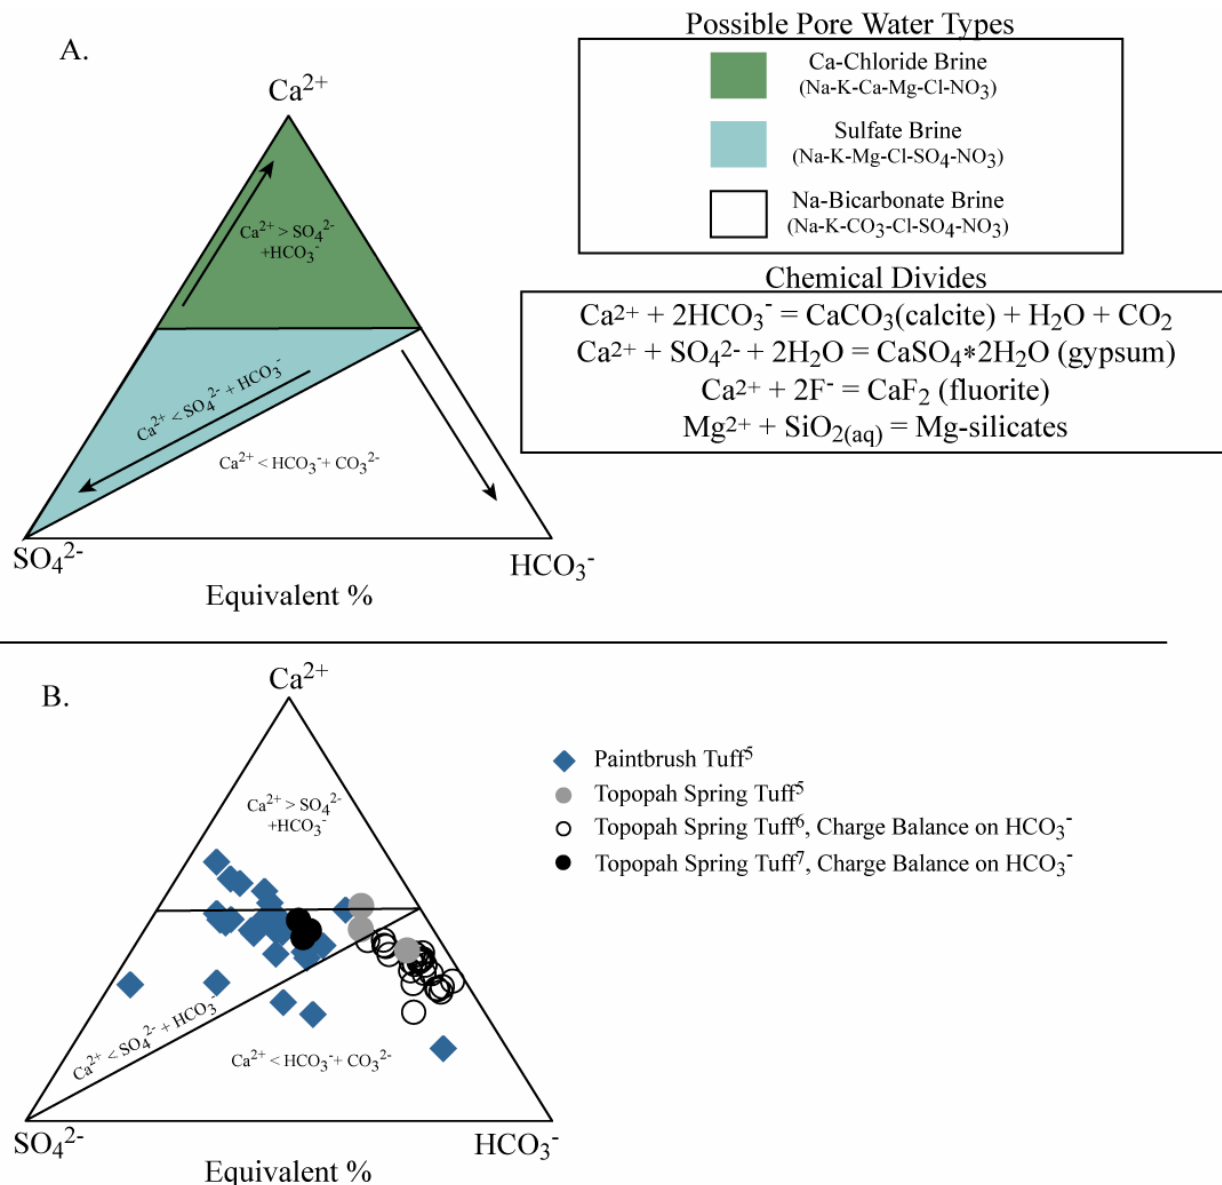 A.
Possible Pore Water Types
Ca-Chloride Brine
(Na-K-Ca-Mg-Cl-NO3)
Sulfate Brine
(Na-K-Mg-Cl-SO4-NO3)
Na-Bicarbonate Brine
(Na-K-CO3-Cl-SO4-NO3)
Chemical Divides
Ca2+ + 2HCO3- = CaCO3(calcite) + H2O + CO2
Ca2+ + SO42- + 2H2O = CaSO4*2H2O (gypsum)
Ca2+ + 2F- = CaF2 (fluorite)
Mg2+ + SiO2(aq) = Mg-silicates
Ca2+
Ca2+ > SO42-
+HCO3-
Ca2+ < SO42- + HCO3-
Ca2+ < HCO3-+ CO32-
SO42-
HCO3-
Equivalent %
B.
Ca2+
Ca2+ > SO42-
+HCO3-
Ca2+ < SO42- + HCO3-
Ca2+ < HCO3-+ CO32-
SO42-
HCO3-
Equivalent %
Paintbrush Tuff5
Topopah Spring Tuff5
Topopah Spring Tuff6, Charge Balance on HCO3-
Topopah Spring Tuff7, Charge Balance on HCO3-